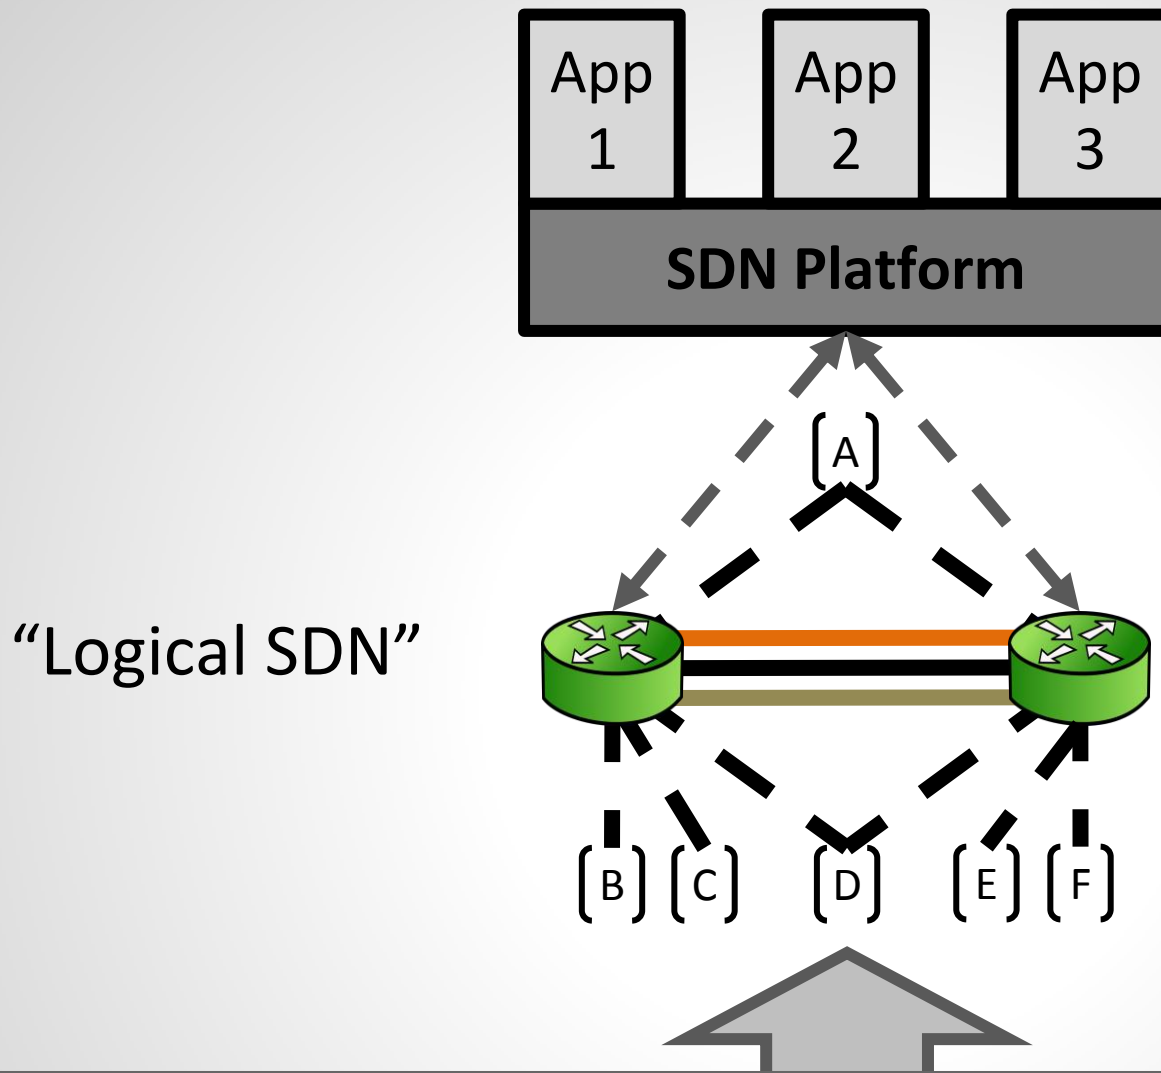 App
1
App
2
App
3
SDN Platform
[A]
“Logical SDN”
[B] [C] [D] [E] [F]